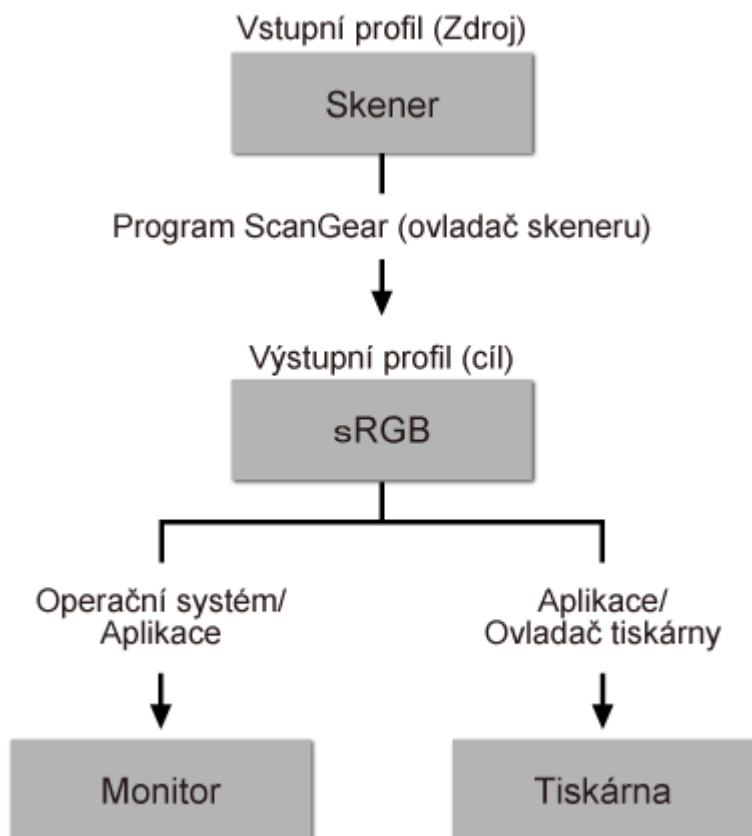 Vstupní profil (Zdroj)
Skener
Program ScanGear (ovladač skeneru)
Výstupní profil (cíl)
sRGB
Operační systém/
Aplikace
Aplikace/
Ovladač tiskárny
Monitor
Tiskárna